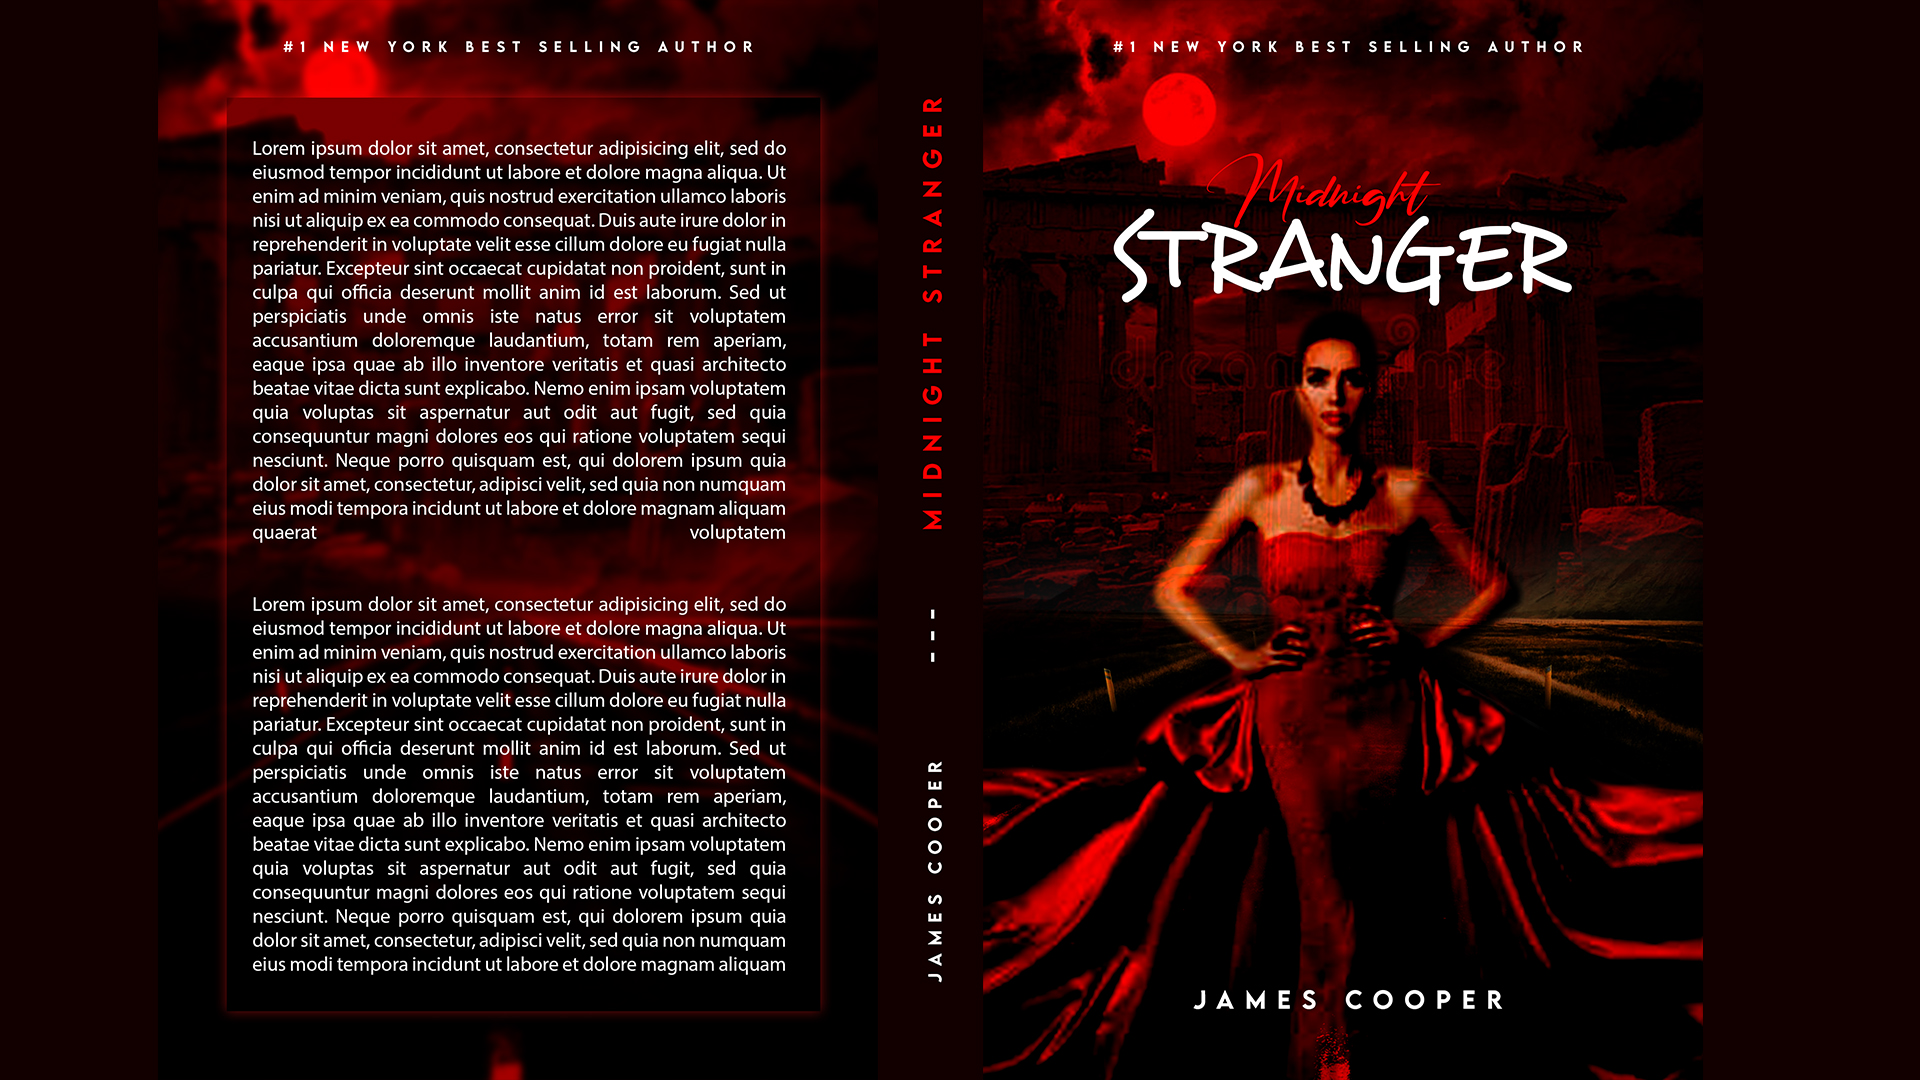 #1 NEW YORK BEST SELLING AUTHOR
Lorem ipsum dolor sit amet, consectetur adipisicing elit, sed do
eiusmod tempor incididunt ut labore et dolore magna aliqua. Ut
enim ad minim veniam, quis nostrud exercitation ullamco laboris
nisi ut aliquip ex ea commodo consequat. Duis aute irure dolor in
reprehenderit in voluptate velit esse cillum dolore eu fugiat nulla
pariatur. Excepteur sint occaecat cupidatat non proident, sunt in
culpa qui officia deserunt mollit anim id est laborum. Sed ut
perspiciatis unde omnis iste natus error sit voluptatem
accusantium doloremque laudantium, totam rem aperiam,
eaque ipsa quae ab illo inventore veritatis et quasi architecto
beatae vitae dicta sunt explicabo. Nemo enim ipsam voluptatem
quia voluptas sit aspernatur aut odit aut fugit, sed quia
consequuntur magni dolores eos qui ratione voluptatem sequi
nesciunt. Neque porro quisquam est, qui dolorem ipsum quia
dolor sit amet, consectetur, adipisci velit, sed quia non numquam
eius modi tempora incidunt ut labore et dolore magnam aliquam
quaerat voluptatem
Lorem ipsum dolor sit amet, consectetur adipisicing elit, sed do
eiusmod tempor incididunt ut labore et dolore magna aliqua. Ut
enim ad minim veniam, quis nostrud exercitation ullamco laboris
nisi ut aliquip ex ea commodo consequat. Duis aute irure dolor in
reprehenderit in voluptate velit esse cillum dolore eu fugiat nulla
pariatur. Excepteur sint occaecat cupidatat non proident, sunt in
culpa qui officia deserunt mollit anim id est laborum. Sed ut
perspiciatis unde omnis iste natus error sit voluptatem
accusantium doloremque laudantium, totam rem aperiam,
eaque ipsa quae ab illo inventore veritatis et quasi architecto
beatae vitae dicta sunt explicabo. Nemo enim ipsam voluptatem
quia voluptas sit aspernatur aut odit aut fugit, sed quia
consequuntur magni dolores eos qui ratione voluptatem sequi
nesciunt. Neque porro quisquam est, qui dolorem ipsum quia
dolor sit amet, consectetur, adipisci velit, sed quia non numquam
eius modi tempora incidunt ut labore et dolore magnam aliquam
JAMES COOPER --- MIDNIGHT STRANGER
#1 NEW YORK BEST SELLING AUTHOR
Midnight
STRANGER
JAMES COOPER